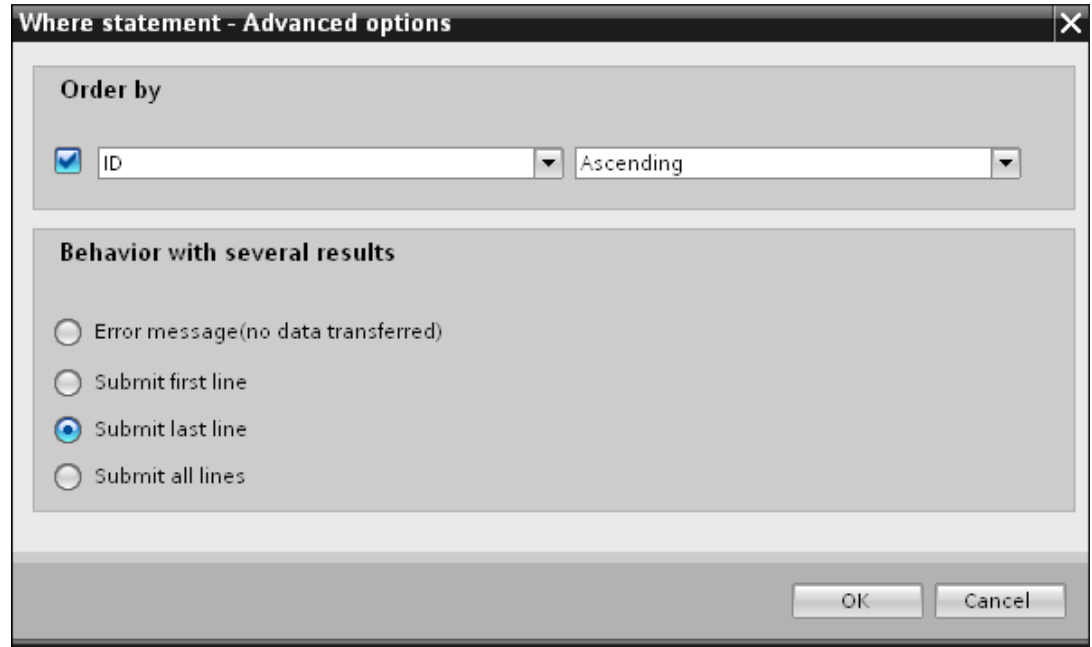 Where statement - Advanced options
Order by
ID Ascending
Behavior with several results
Error message(no data transferred)
Submit first line
Submit last line
Submit all lines
OK Cancel